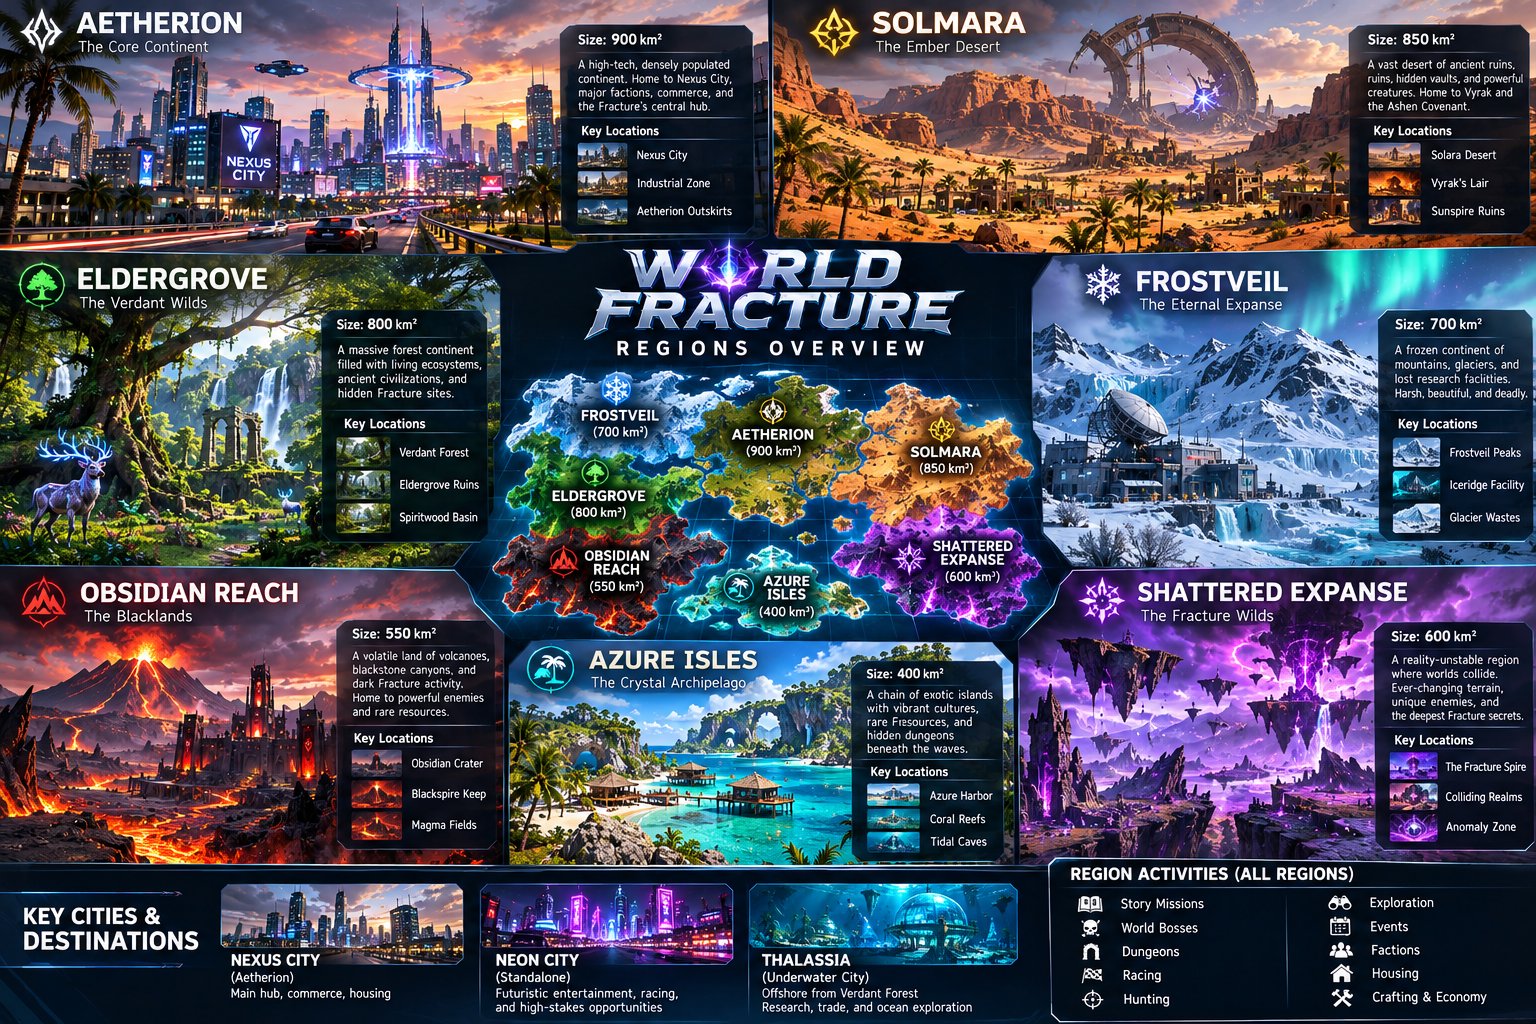 AETHERION
The Core Continent
Size: 900 km²
A high-tech, densely populated
continent. Home to Nexus City,
major factions, commerce, and
the Fracture's central hub.
Key Locations
Nexus City
Industrial Zone
Aetherion Outskirts
NEXUS
CITY
SOLMARA
The Ember Desert
Size: 850 km²
A vast desert of ancient ruins,
ruins, hidden vaults, and powerful
creatures. Home to Vyrak and
the Ashen Covenant.
Key Locations
Solara Desert
Vyrak's Lair
Sunspire Ruins
ELDERGROVE
The Verdant Wilds
Size: 800 km²
A massive forest continent
filled with living ecosystems,
ancient civilizations, and
hidden Fracture sites.
Key Locations
Verdant Forest
Eldergrove Ruins
Spiritwood Basin
WORLD
FRACTURE
REGIONS OVERVIEW
FROSTVEIL
(700 km²)
AETHERION
(900 km²)
SOLMARA
(850 km²)
ELDERGROVE
(800 km²)
OBSIDIAN
REACH
(550 km²)
AZURE
ISLES
(400 km²)
SHATTERED
EXPANSE
(600 km²)
FROSTVEIL
The Eternal Expanse
Size: 700 km²
A frozen continent of
mountains, glaciers, and
lost research faciities.
Harsh, beautiful, and deadly.
Key Locations
Frostveil Peaks
Iceridge Facility
Glacier Wastes
OBSIDIAN REACH
The Blacklands
Size: 550 km²
A volatile land of volcanoes,
blackstone canyons, and
dark Fracture activity.
Home to powerful enemies
and rare resources.
Key Locations
Obsidian Crater
Blackspire Keep
Magma Fields
AZURE ISLES
The Crystal Archipelago
Size: 400 km²
A chain of exotic islands
with vibrant cultures,
rare Fresources, and
hidden dungeons
beneath the waves.
Key Locations
Azure Harbor
Coral Reefs
Tidal Caves
SHATTERED EXPANSE
The Fracture Wilds
Size: 600 km²
A reality-unstable region
where worlds collide.
Ever-changing terrain,
unique enemies, and
the deepest Fracture secrets.
Key Locations
The Fracture Spire
Colliding Realms
Anomaly Zone
KEY CITIES &
DESTINATIONS
NEXUS CITY
(Aetherion)
Main hub, commerce, housing
NEON CITY
(Standalone)
Futuristic entertainment, racing,
and high-stakes opportunities
THALASSIA
(Underwater City)
Offshore from Verdant Forest
Research, trade, and ocean exploration
REGION ACTIVITIES (ALL REGIONS)
Story Missions
World Bosses
Dungeons
Racing
Hunting
Exploration
Events
Factions
Housing
Crafting & Economy